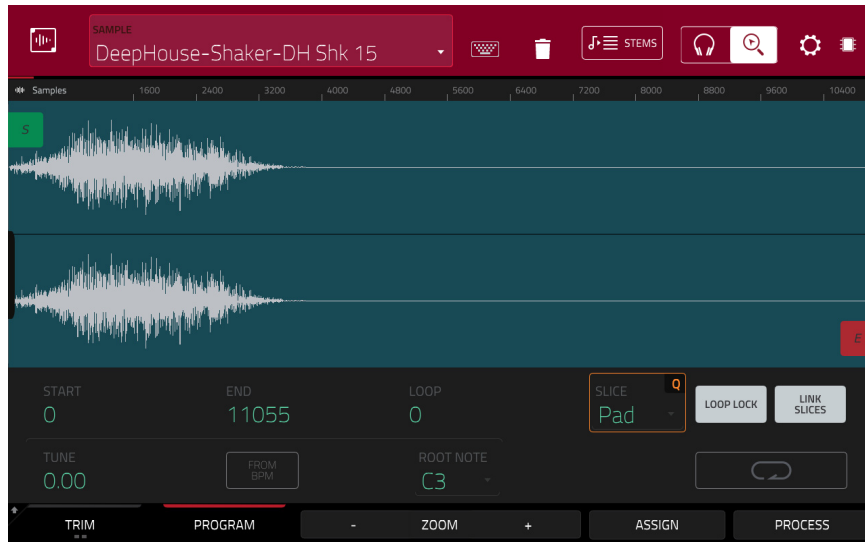 SAMPLE
DeepHouse-Shaker-DH Shk 15
STEMS
Samples 1600 2400 3200 4000 4800 5600 6400 7200 8000 8800 9600 10400
S
E
START END LOOP SLICE Q
0 11055 0 Pad LOOP LOCK LINK SLICES
TUNE FROM BPM ROOT NOTE
0.00 C3
TRIM PROGRAM - ZOOM + ASSIGN PROCESS